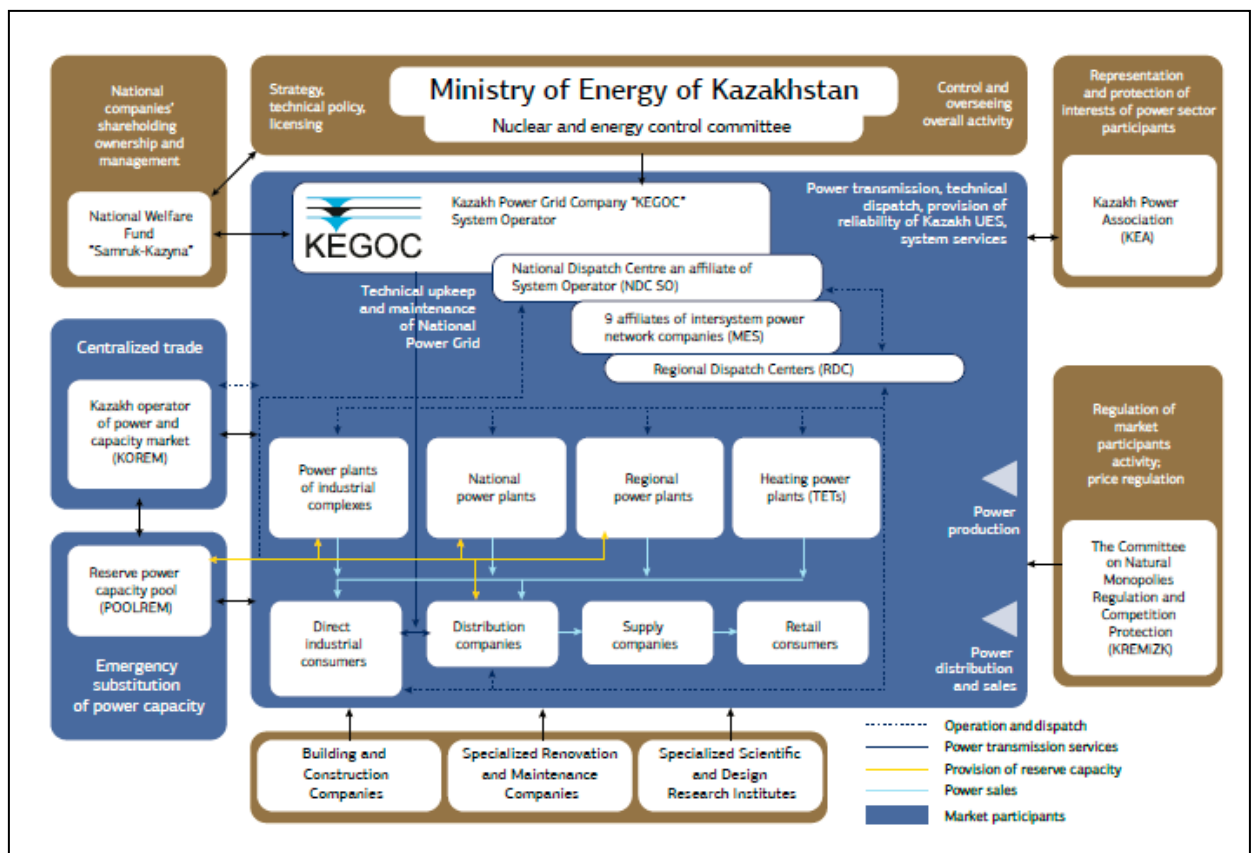 National
companies'
shareholding
ownership and
management
National Welfare
Fund
"Samruk-Kazyna"
Strategy,
technical policy,
licensing
Ministry of Energy of Kazakhstan
Nuclear and energy control committee
Control and
overseeing
overall activity
Representation
and protection of
interests of power sector
participants
Kazakh Power
Association
(KEA)
KEGOC
Kazakh Power Grid Company "KEGOC"
System Operator
Power transmission, technical
dispatch, provision of
reliability of Kazakh UES,
system services
National Dispatch Centre an affiliate of
System Operator (NDC SO)
Technical upkeep
and maintenance
of National
Power Grid
9 affiliates of intersystem power
network companies (MES)
Regional Dispatch Centers (RDC)
Centralized trade
Kazakh operator
of power and
capacity market
(KOREM)
Reserve power
capacity pool
(POOLREM)
Emergency
substitution
of power capacity
Power plants
of industrial
complexes
National
power plants
Regional
power plants
Heating power
plants (TETs)
Power
production
Direct
industrial
consumers
Distribution
companies
Supply
companies
Retail
consumers
Power
distribution
and sales
Regulation of
market
participants
activity;
price regulation
The Committee
on Natural
Monopolies
Regulation and
Competition
Protection
(KREMiZK)
Building and
Construction
Companies
Specialized Renovation
and Maintenance
Companies
Specialized Scientific
and Design
Research Institutes
Operation and dispatch
Power transmission services
Provision of reserve capacity
Power sales
Market participants